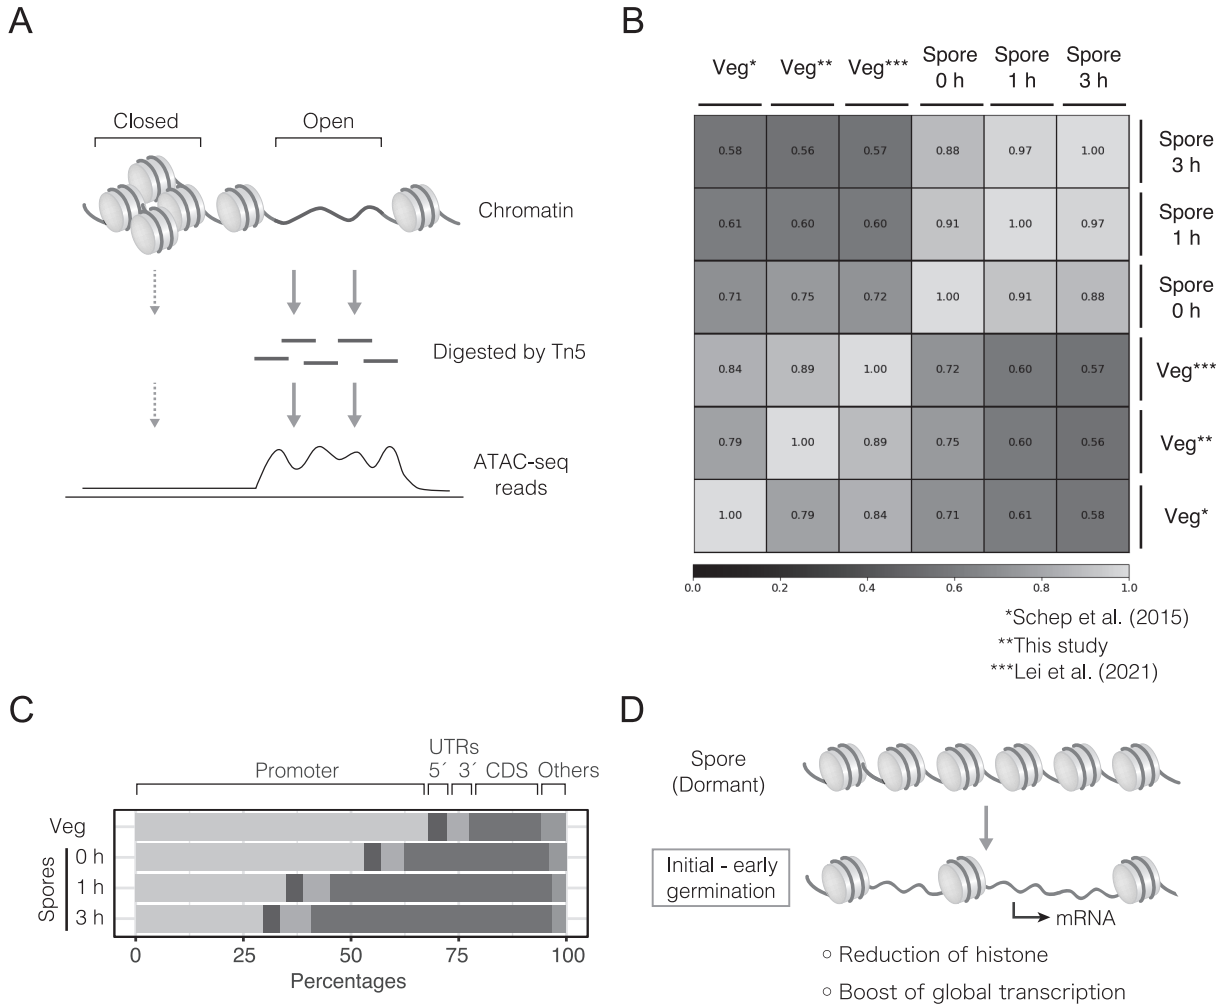 A
Closed
Open
Chromatin
Digested by Tn5
ATAC-seq
reads
B
Veg*
Veg**
Veg***
Spore
0 h
Spore
1 h
Spore
3 h
0.58 0.56 0.57 0.88 0.97 1.00
Spore
3 h
0.61 0.60 0.60 0.91 1.00 0.97
Spore
1 h
0.71 0.75 0.72 1.00 0.91 0.88
Spore
0 h
0.84 0.89 1.00 0.72 0.60 0.57
Veg***
0.79 1.00 0.89 0.75 0.60 0.56
Veg**
1.00 0.79 0.84 0.71 0.61 0.58
Veg*
0.0 0.2 0.4 0.6 0.8 1.0
*Schep et al. (2015)
**This study
***Lei et al. (2021)
C
UTRs
Promoter 5´ 3´ CDS Others
Veg
Spores
0 h
1 h
3 h
0 25 50 75 100
Percentages
D
Spore
(Dormant)
Initial - early
germination
mRNA
○ Reduction of histone
○ Boost of global transcription